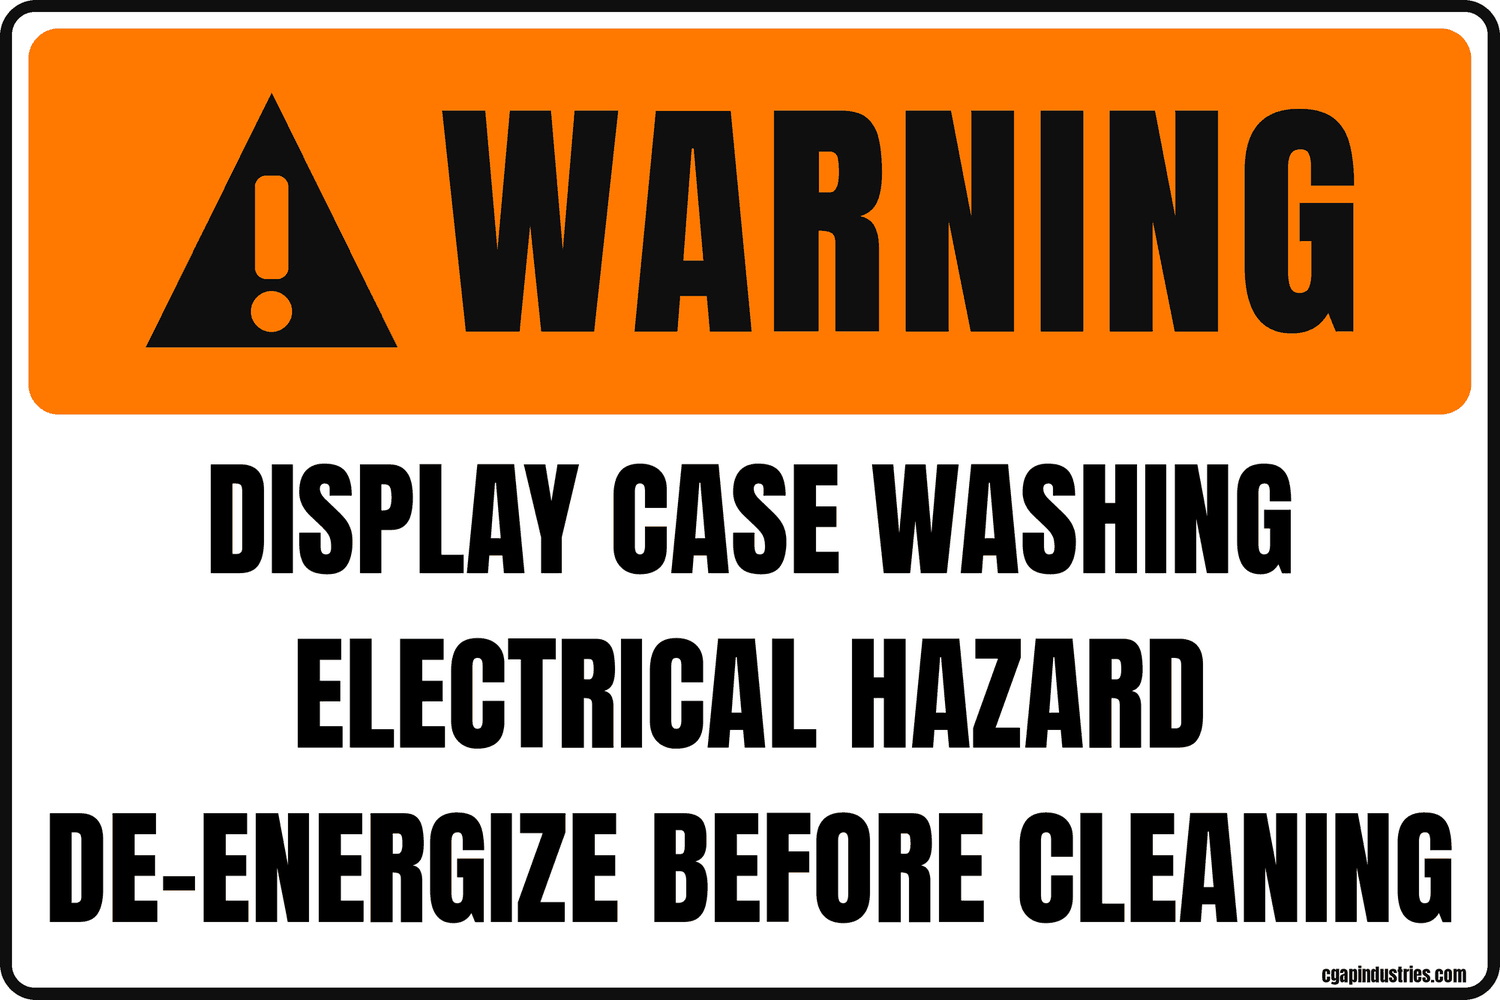 WARNING
DISPLAY CASE WASHING
ELECTRICAL HAZARD
DE-ENERGIZE BEFORE CLEANING
cgapindustries.com